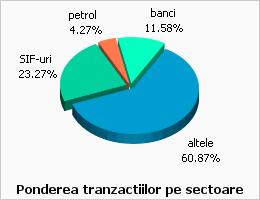 petrol
4.27%
banci
11.58%
SIF-uri
23.27%
altele
60.87%
Ponderea tranzactiilor pe sectoare